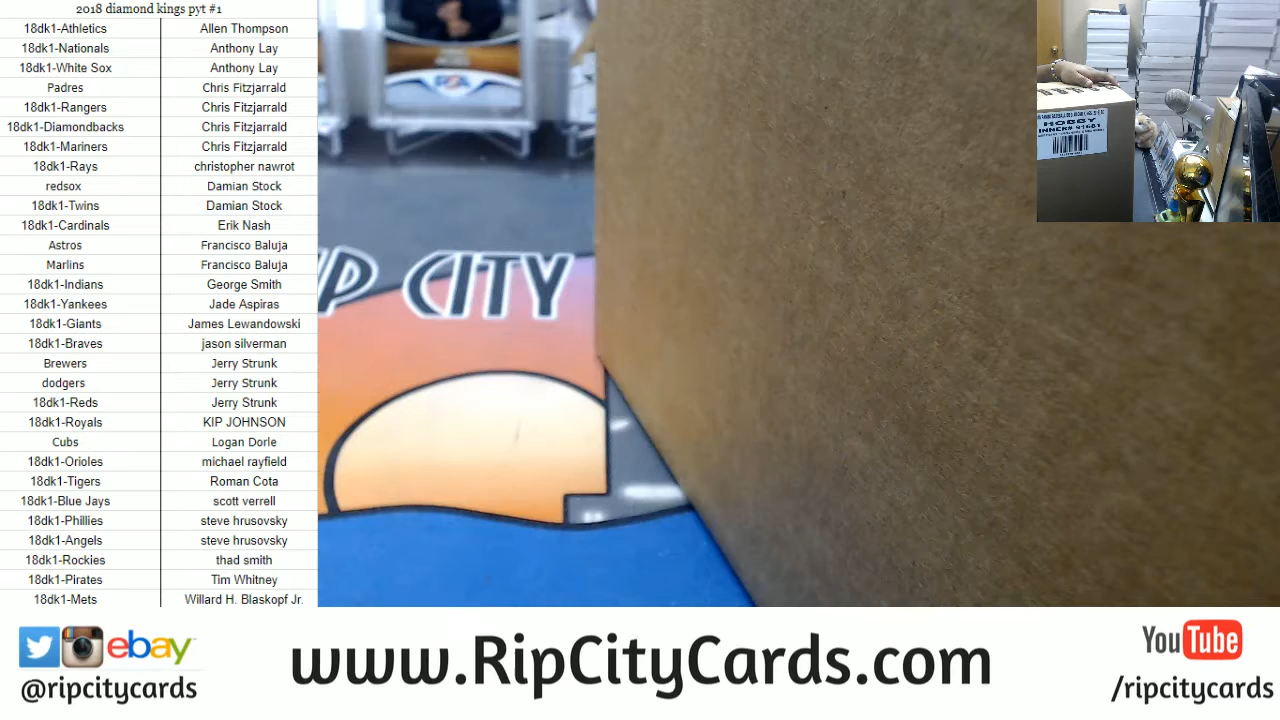 2018 diamond kings pyt #1
18dk1-Athletics Allen Thompson
18dk1-Nationals Anthony Lay
18dk1-White Sox Anthony Lay
Padres Chris Fitzjarrald
18dk1-Rangers Chris Fitzjarrald
18dk1-Diamondbacks Chris Fitzjarrald
18dk1-Mariners Chris Fitzjarrald
18dk1-Rays christopher nawrot
redsox Damian Stock
18dk1-Twins Damian Stock
18dk1-Cardinals Erik Nash
Astros Francisco Baluja
Marlins Francisco Baluja
18dk1-Indians George Smith
18dk1-Yankees Jade Aspiras
18dk1-Giants James Lewandowski
18dk1-Braves jason silverman
Brewers Jerry Strunk
dodgers Jerry Strunk
18dk1-Reds Jerry Strunk
18dk1-Royals KIP JOHNSON
Cubs Logan Dorle
18dk1-Orioles michael rayfield
18dk1-Tigers Roman Cota
18dk1-Blue Jays scott verrell
18dk1-Phillies steve hrusovsky
18dk1-Angels steve hrusovsky
18dk1-Rockies thad smith
18dk1-Pirates Tim Whitney
18dk1-Mets Willard H. Blaskopf Jr.
IP CITY
HOBBY
INNER# 91681
ebay
@ripcitycards
www.RipCityCards.com
YouTube
/ripcitycards